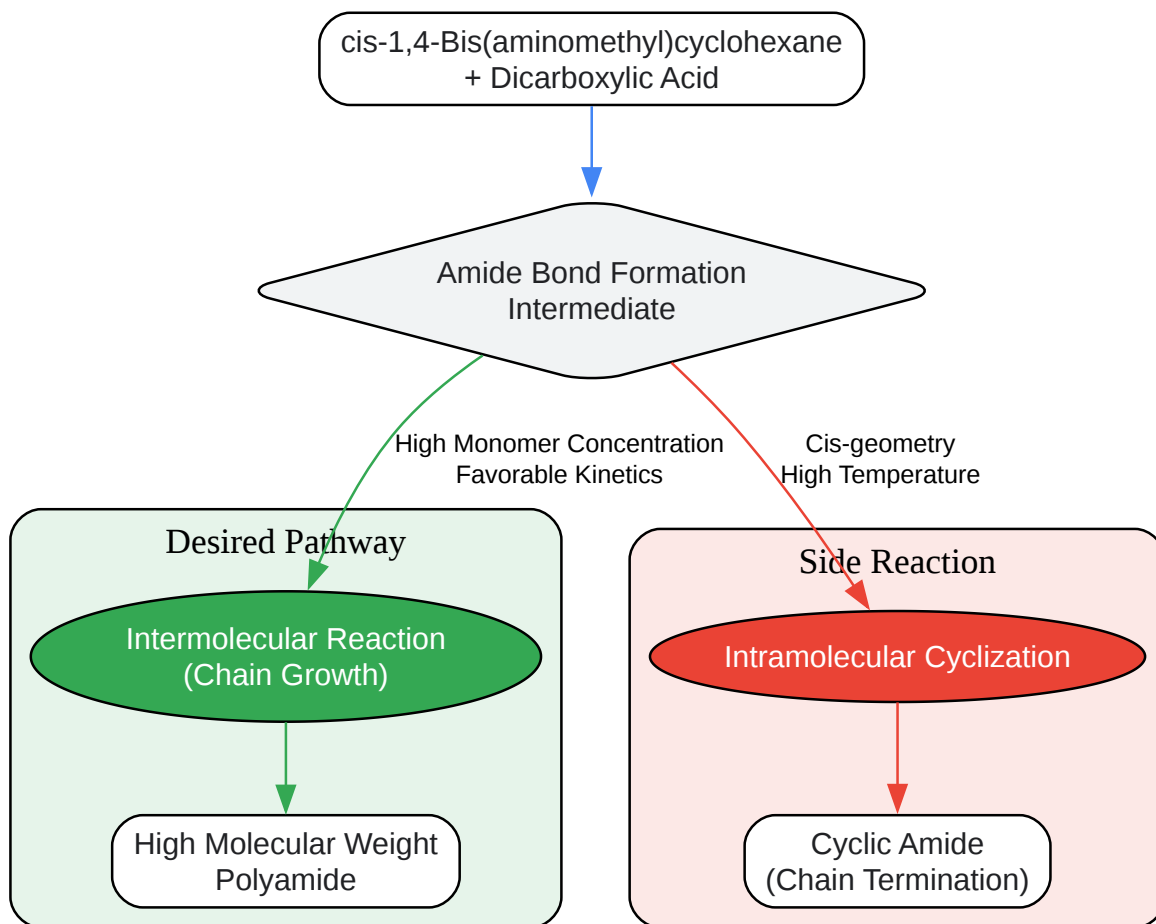 cis-1,4-Bis(aminomethyl)cyclohexane
+ Dicarboxylic Acid
Amide Bond Formation
Intermediate
High Monomer Concentration
Favorable Kinetics
Cis-geometry
High Temperature
Desired Pathway
Intermolecular Reaction
(Chain Growth)
High Molecular Weight
Polyamide
Side Reaction
Intramolecular Cyclization
Cyclic Amide
(Chain Termination)